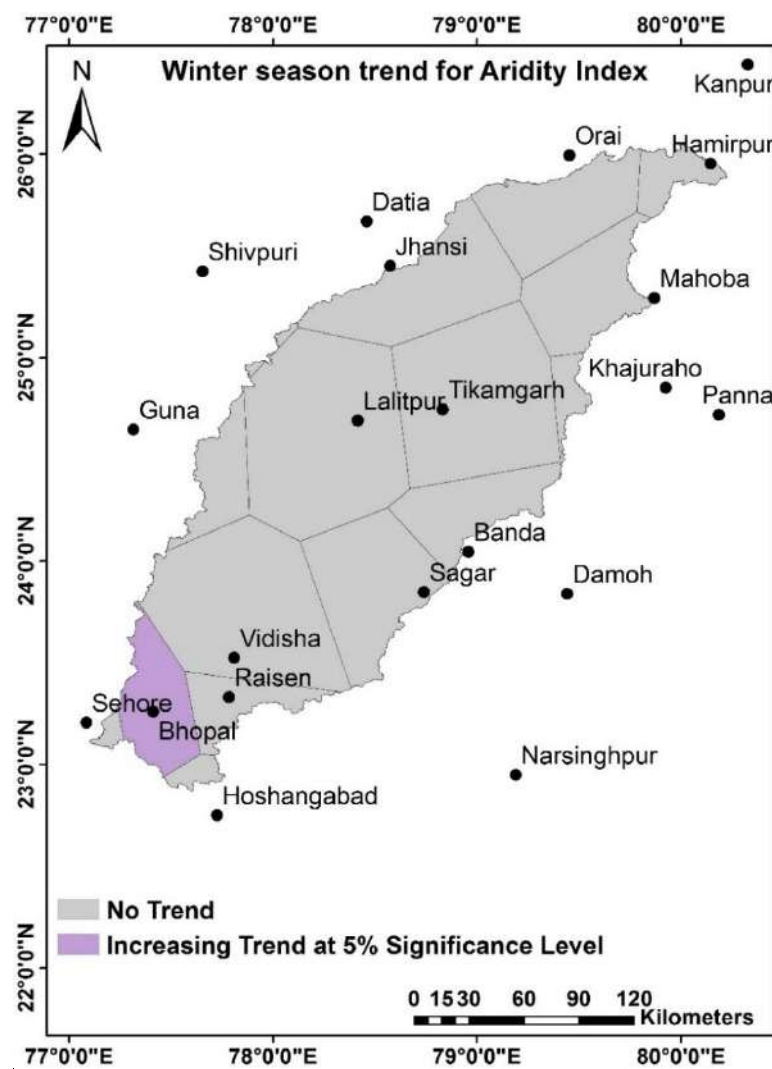 77°0'0"E 78°0'0"E 79°0'0"E 80°0'0"E
N
Winter season trend for Aridity Index
Kanpur
26°0'0"N
Orai
Hamirpur
Datia
Jhansi
Shivpuri
Mahoba
25°0'0"N
Khajuraho
Panna
Guna
Lalitpur
Tikamgarh
Banda
24°0'0"N
Sagar
Damoh
Vidisha
Raisen
Sehore
Bhopal
23°0'0"N
Narsinghpur
Hoshangabad
No Trend
Increasing Trend at 5% Significance Level
22°0'0"N
0 15 30 60 90 120
Kilometers
77°0'0"E 78°0'0"E 79°0'0"E 80°0'0"E